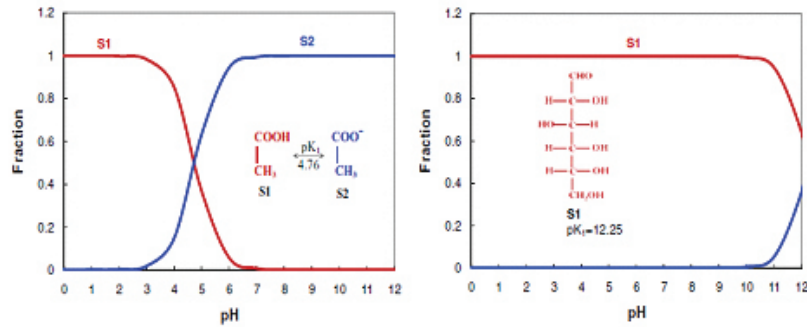 S1
S2
Fraction
1.2
1
0.8
0.6
0.4
0.2
0
COOH
CH₃
S1
pK₁
4.76
COO⁻
CH₃
S2
0 1 2 3 4 5 6 7 8 9 10 11 12
pH
S1
Fraction
1.2
1
0.8
0.6
0.4
0.2
0
CHO
H C OH
HO C H
H C OH
H C OH
CH₂OH
S1
pK₁=12.25
0 1 2 3 4 5 6 7 8 9 10 11 12
pH